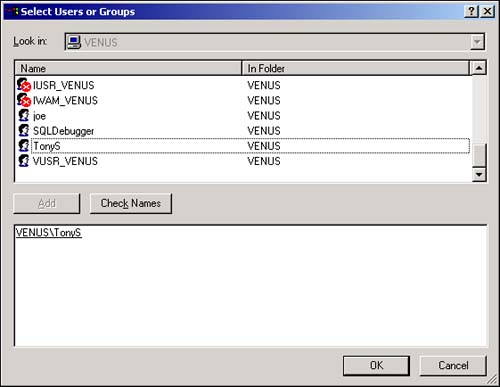 Select Users or Groups
Look in: VENUS
Name In Folder
IUSR_VENUS VENUS
IWAM_VENUS VENUS
joe VENUS
SQLDebugger VENUS
TonyS VENUS
VUSR_VENUS VENUS
Add Check Names
VENUS\TonyS
OK Cancel